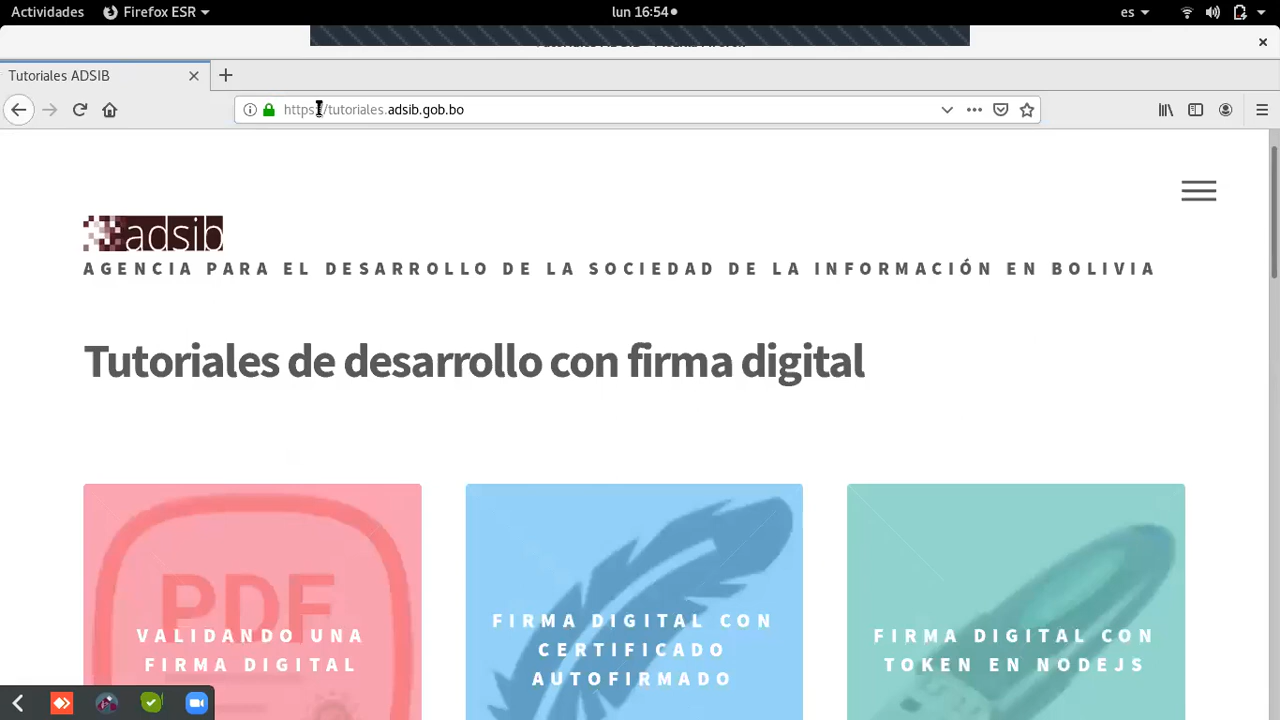 Actividades Firefox ESR lun 16:54 es
Tutoriales ADSIB
https://tutoriales.adsib.gob.bo
adsib
AGENCIA PARA EL DESARROLLO DE LA SOCIEDAD DE LA INFORMACIÓN EN BOLIVIA
Tutoriales de desarrollo con firma digital
PDF
VALIDANDO UNA
FIRMA DIGITAL
FIRMA DIGITAL CON
CERTIFICADO
AUTOFIRMADO
FIRMA DIGITAL CON
TOKEN EN NODEJS